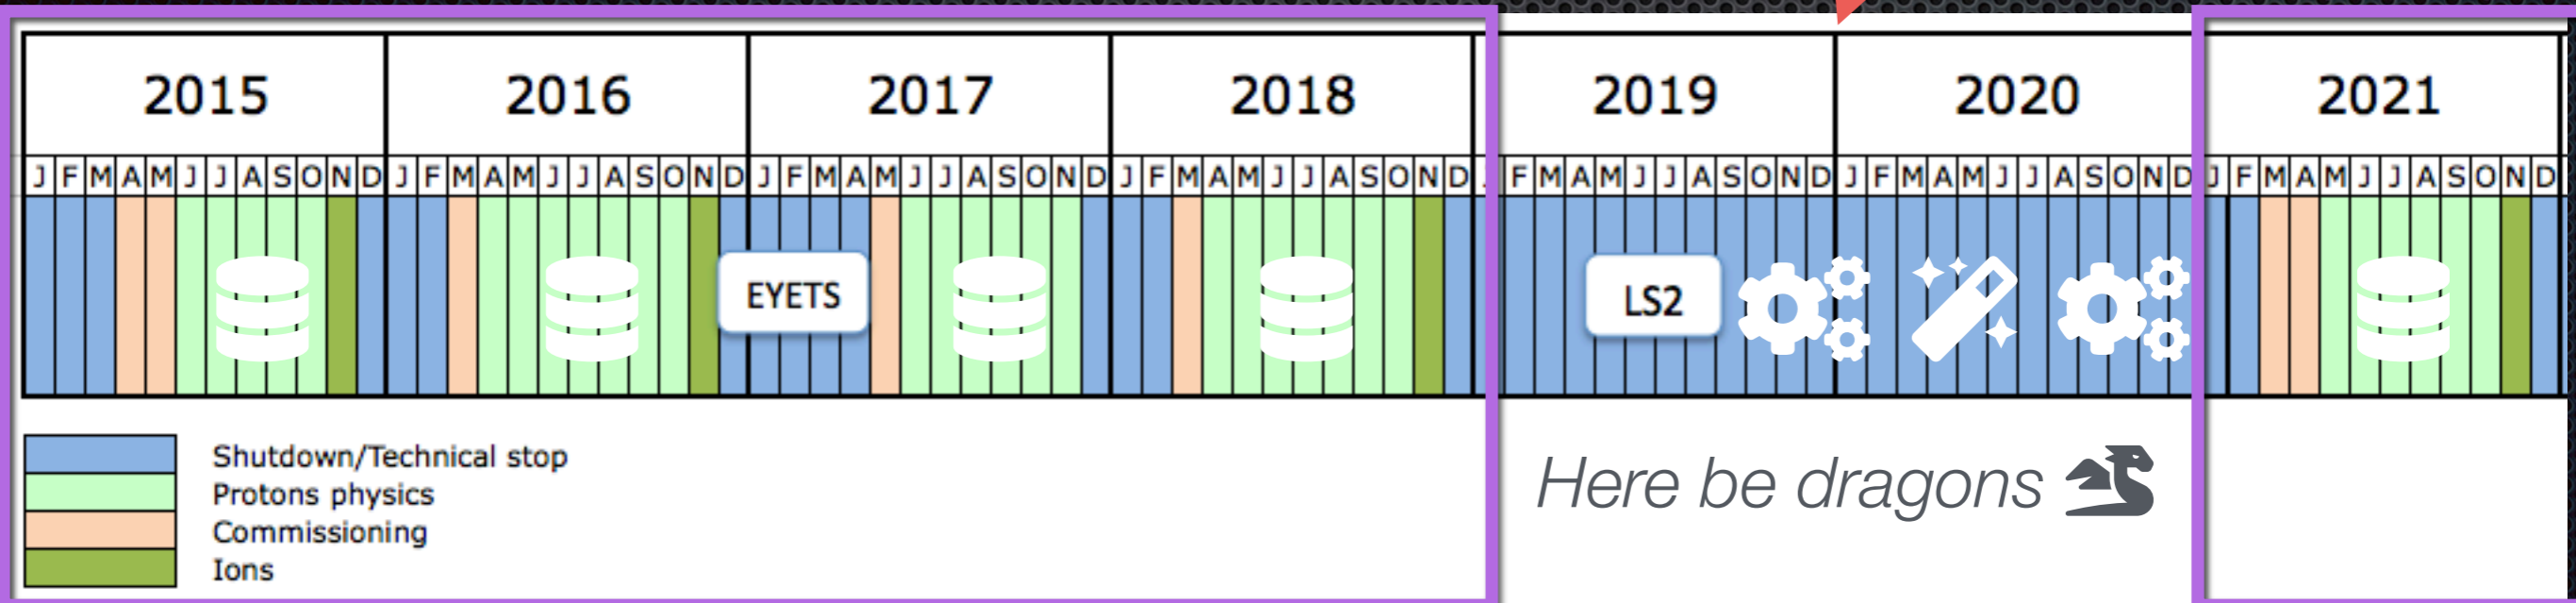 2015 2016 2017 2018 2019 2020 2021
J F M A M J J A S O N D J F M A M J J A S O N D J F M A M J J A S O N D J F M A M J J A S O N D F M A M J J A S O N D J F M A M J J A S O N D J F M A M J J A S O N D
EYETS LS2
Shutdown/Technical stop
Protons physics
Commissioning
Ions
Here be dragons